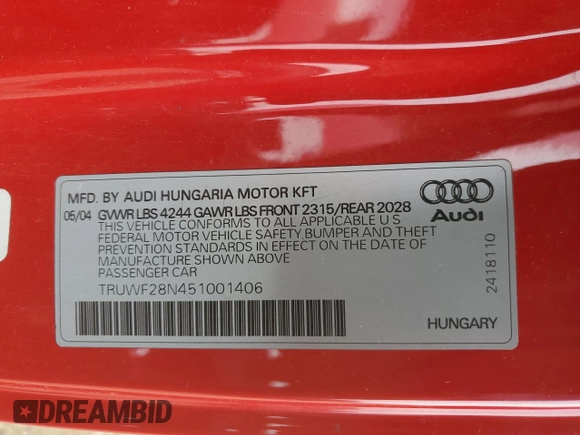 MFD. BY AUDI HUNGARIA MOTOR KFT
05/04 GVWR LBS 4244 GAWR LBS FRONT 2315/REAR 2028
THIS VEHICLE CONFORMS TO ALL APPLICABLE U S
FEDERAL MOTOR VEHICLE SAFETY BUMPER AND THEFT
PREVENTION STANDARDS IN EFFECT ON THE DATE OF
MANUFACTURE SHOWN ABOVE
PASSENGER CAR
TRUWF28N451001406
Audi
2418110
HUNGARY
DREAMBID